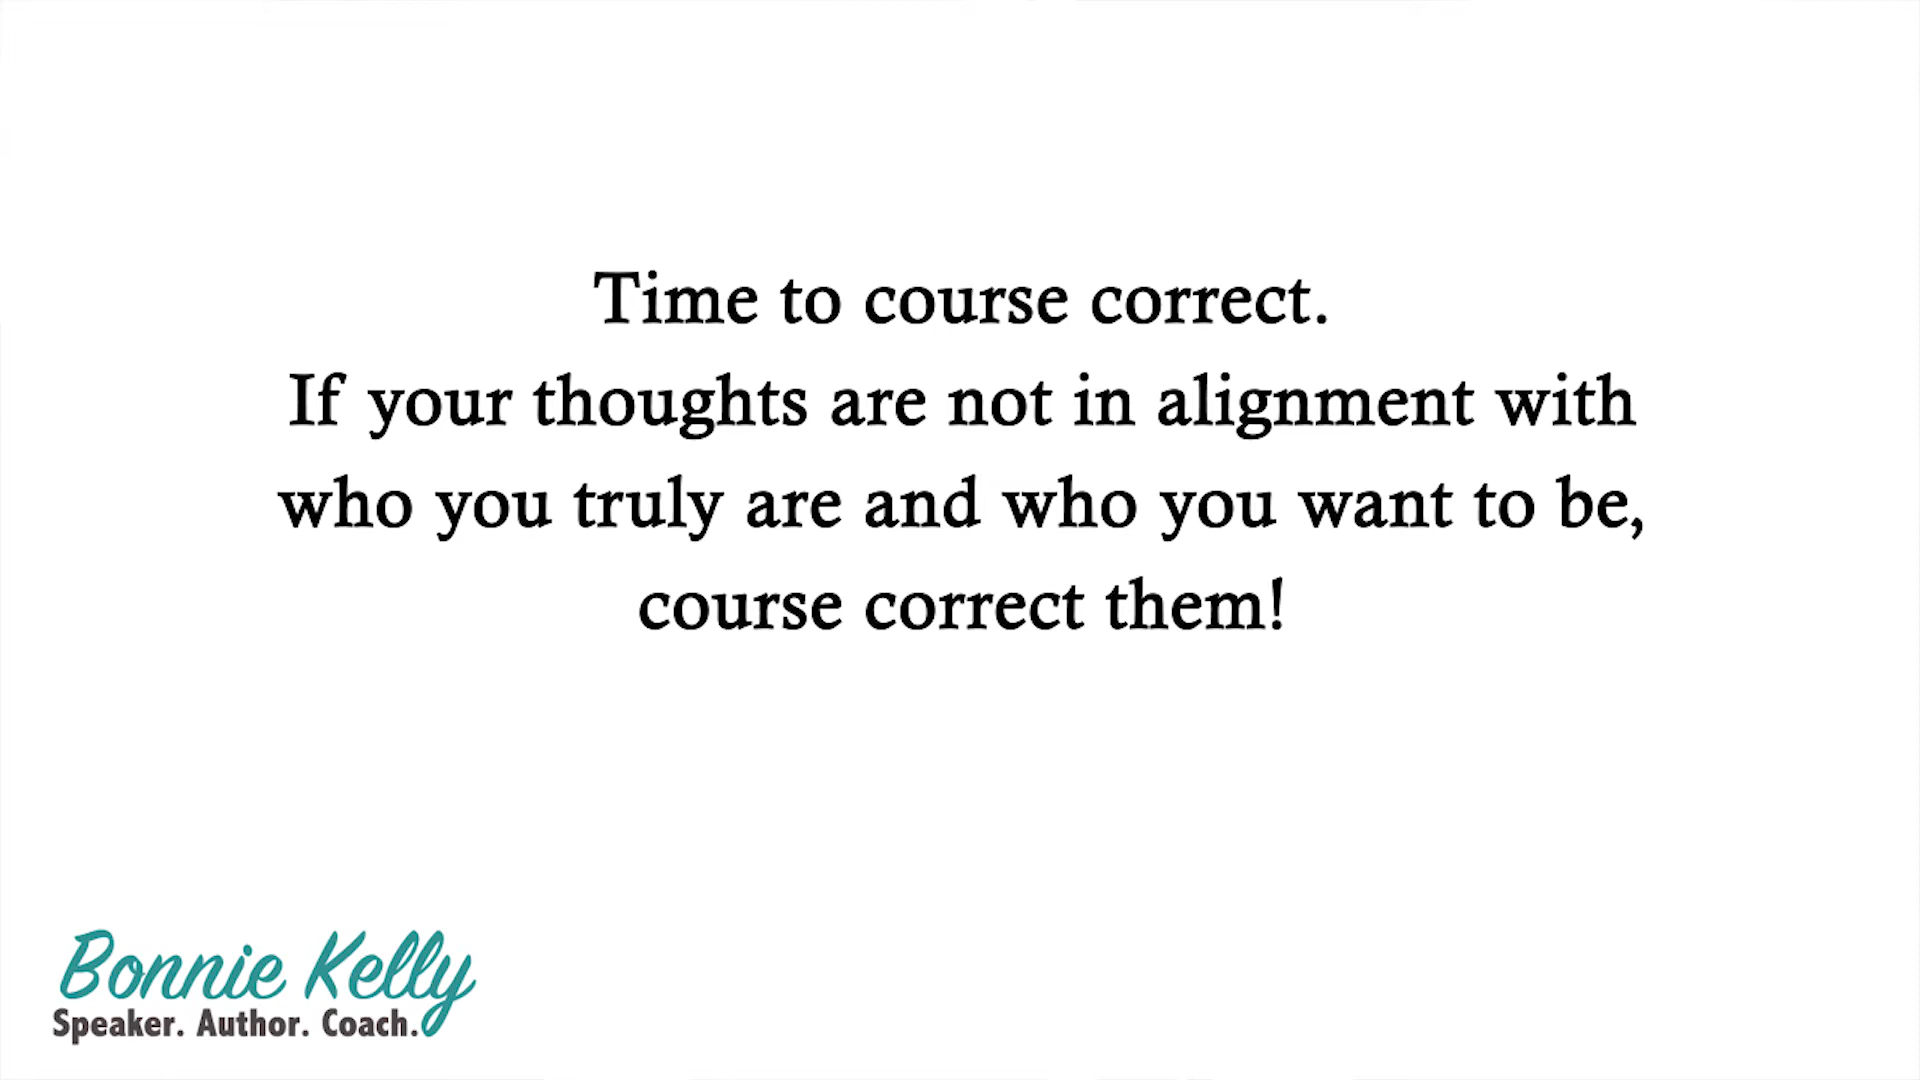 Time to course correct.
If your thoughts are not in alignment with
who you truly are and who you want to be,
course correct them!
Bonnie Kelly
Speaker. Author. Coach.